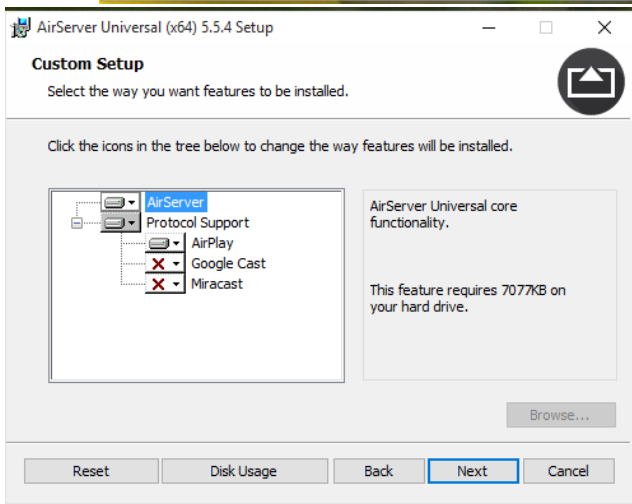 AirServer Universal (x64) 5.5.4 Setup
Custom Setup
Select the way you want features to be installed.
Click the icons in the tree below to change the way features will be installed.
AirServer
Protocol Support
AirPlay
Google Cast
Miracast
AirServer Universal core
functionality.
This feature requires 7077KB on
your hard drive.
Browse...
Reset
Disk Usage
Back
Next
Cancel